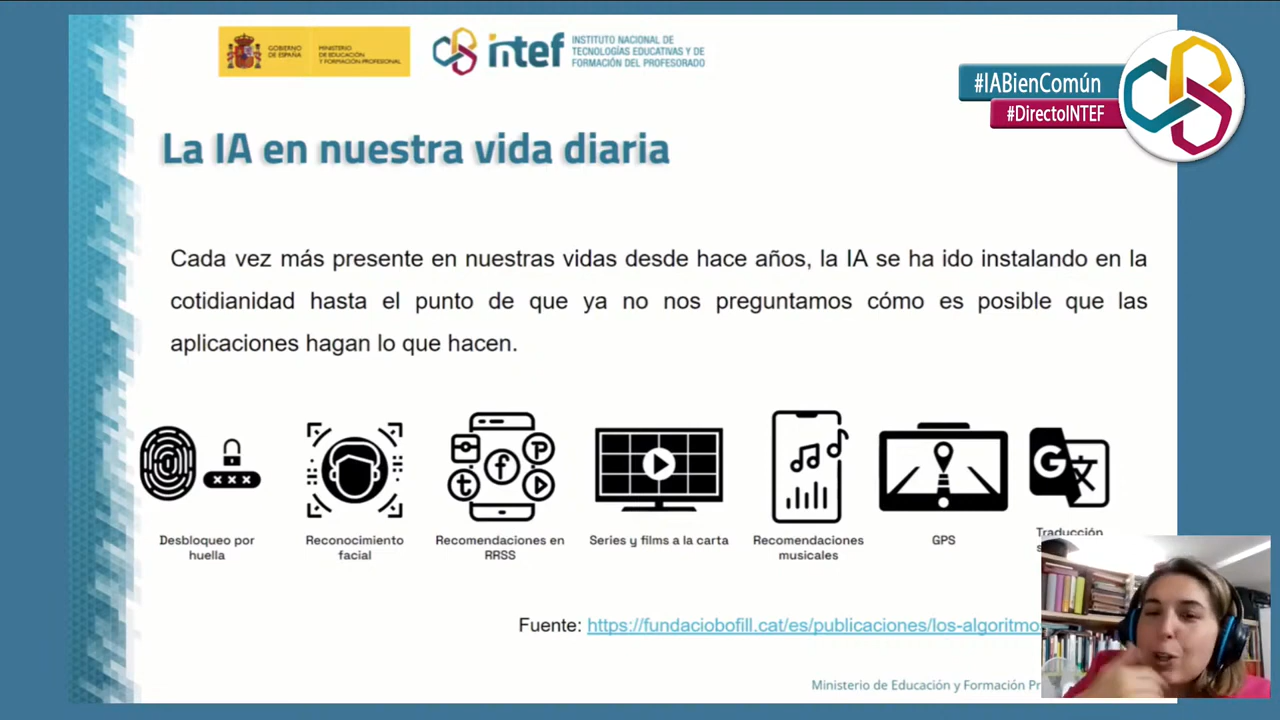 GOBIERNO
DE ESPAÑA
MINISTERIO
DE EDUCACIÓN
Y FORMACIÓN PROFESIONAL
intef
INSTITUTO NACIONAL DE
TECNOLOGÍAS EDUCATIVAS Y DE
FORMACIÓN DEL PROFESORADO
#IABienComún
#DirectoINTEF
La IA en nuestra vida diaria
Cada vez más presente en nuestras vidas desde hace años, la IA se ha ido instalando en la
cotidianidad hasta el punto de que ya no nos preguntamos cómo es posible que las
aplicaciones hagan lo que hacen.
Desbloqueo por
huella
Reconocimiento
facial
Recomendaciones en
RRSS
Series y films a la carta
Recomendaciones
musicales
GPS
Traducción
Fuente: https://fundaciobofill.cat/es/publicaciones/los-algoritmo
Ministerio de Educación y Formación Pr